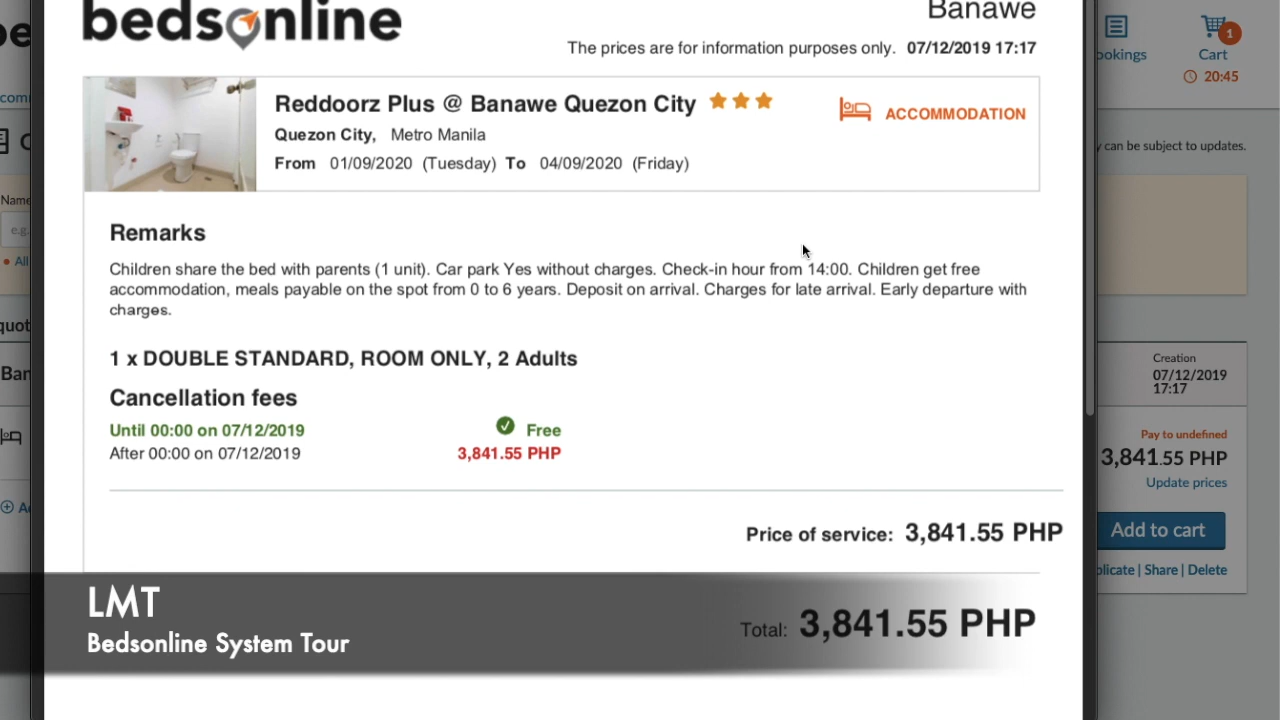 bedsonline
Banawe
The prices are for information purposes only. 07/12/2019 17:17
Reddoorz Plus @ Banawe Quezon City
ACCOMMODATION
Quezon City, Metro Manila
From 01/09/2020 (Tuesday) To 04/09/2020 (Friday)
Remarks
Children share the bed with parents (1 unit). Car park Yes without charges. Check-in hour from 14:00. Children get free
accommodation, meals payable on the spot from 0 to 6 years. Deposit on arrival. Charges for late arrival. Early departure with
charges.
1 x DOUBLE STANDARD, ROOM ONLY, 2 Adults
Cancellation fees
Until 00:00 on 07/12/2019 Free
After 00:00 on 07/12/2019 3,841.55 PHP
Price of service: 3,841.55 PHP
Total: 3,841.55 PHP
LMT
Bedsonline System Tour
be
com
Name
e.g.
All
quot
Ban
A
ookings
Cart
1
20:45
y can be subject to updates.
Creation
07/12/2019
17:17
Pay to undefined
3,841.55 PHP
Update prices
Add to cart
plicate | Share | Delete